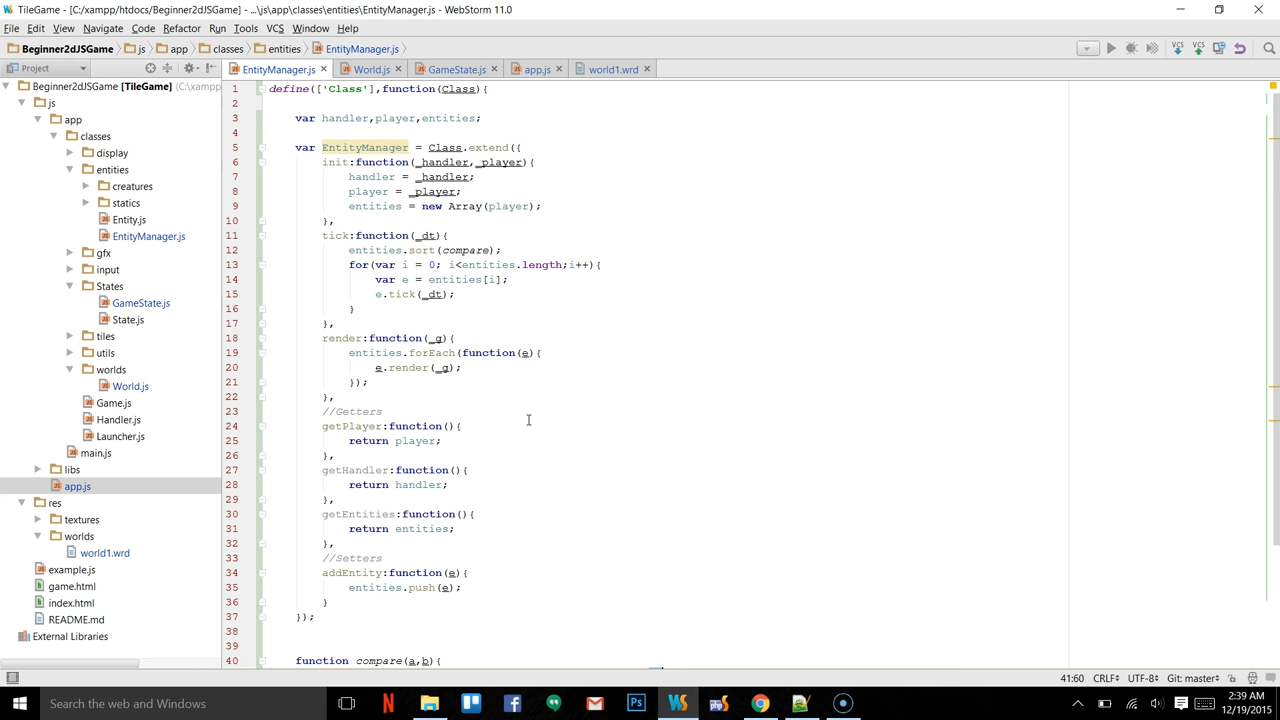 TileGame - [C:/xampp/htdocs/Beginner2dJSGame] - ...\js\app\classes\entities\EntityManager.js - WebStorm 11.0
File Edit View Navigate Code Refactor Run Tools VCS Window Help
Beginner2dJSGame js app classes entities EntityManager.js
Project EntityManager.js World.js GameState.js app.js world1.wrd
Beginner2dJSGame [TileGame] (C:\xampp
js
app
classes
display
entities
creatures
statics
Entity.js
EntityManager.js
gfx
input
States
GameState.js
State.js
tiles
utils
worlds
World.js
Game.js
Handler.js
Launcher.js
main.js
libs
app.js
res
textures
worlds
world1.wrd
example.js
game.html
index.html
README.md
External Libraries
1 define(['Class'],function(Class){
2
3 var handler,player,entities;
4
5 var EntityManager = Class.extend({
6 init:function(_handler,_player){
7 handler = _handler;
8 player = _player;
9 entities = new Array(player);
10 },
11 tick:function(_dt){
12 entities.sort(compare);
13 for(var i = 0; i<entities.length;i++){
14 var e = entities[i];
15 e.tick(_dt);
16 }
17 },
18 render:function(_g){
19 entities.forEach(function(e){
20 e.render(_g);
21 });
22 },
23 //Getters
24 getPlayer:function(){
25 return player;
26 },
27 getHandler:function(){
28 return handler;
29 },
30 getEntities:function(){
31 return entities;
32 },
33 //Setters
34 addEntity:function(e){
35 entities.push(e);
36 }
37 });
38
39
40 function compare(a,b){
41:60 CRLF UTF-8 Git: master
Search the web and Windows
2:39 AM
12/19/2015